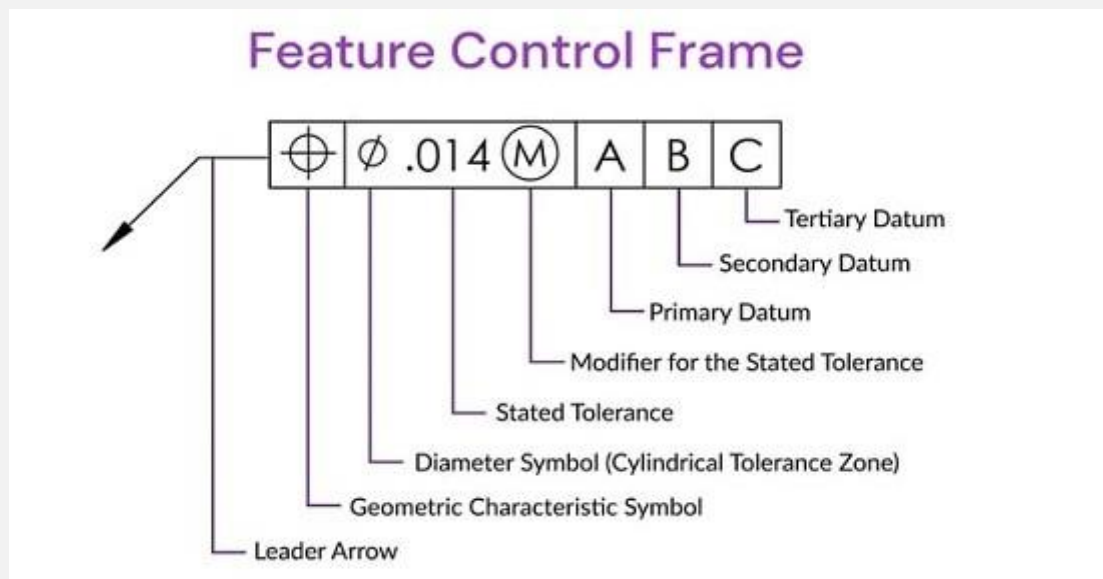 Feature Control Frame
⌖ ⌀ .014 Ⓜ A B C
Tertiary Datum
Secondary Datum
Primary Datum
Modifier for the Stated Tolerance
Stated Tolerance
Diameter Symbol (Cylindrical Tolerance Zone)
Geometric Characteristic Symbol
Leader Arrow